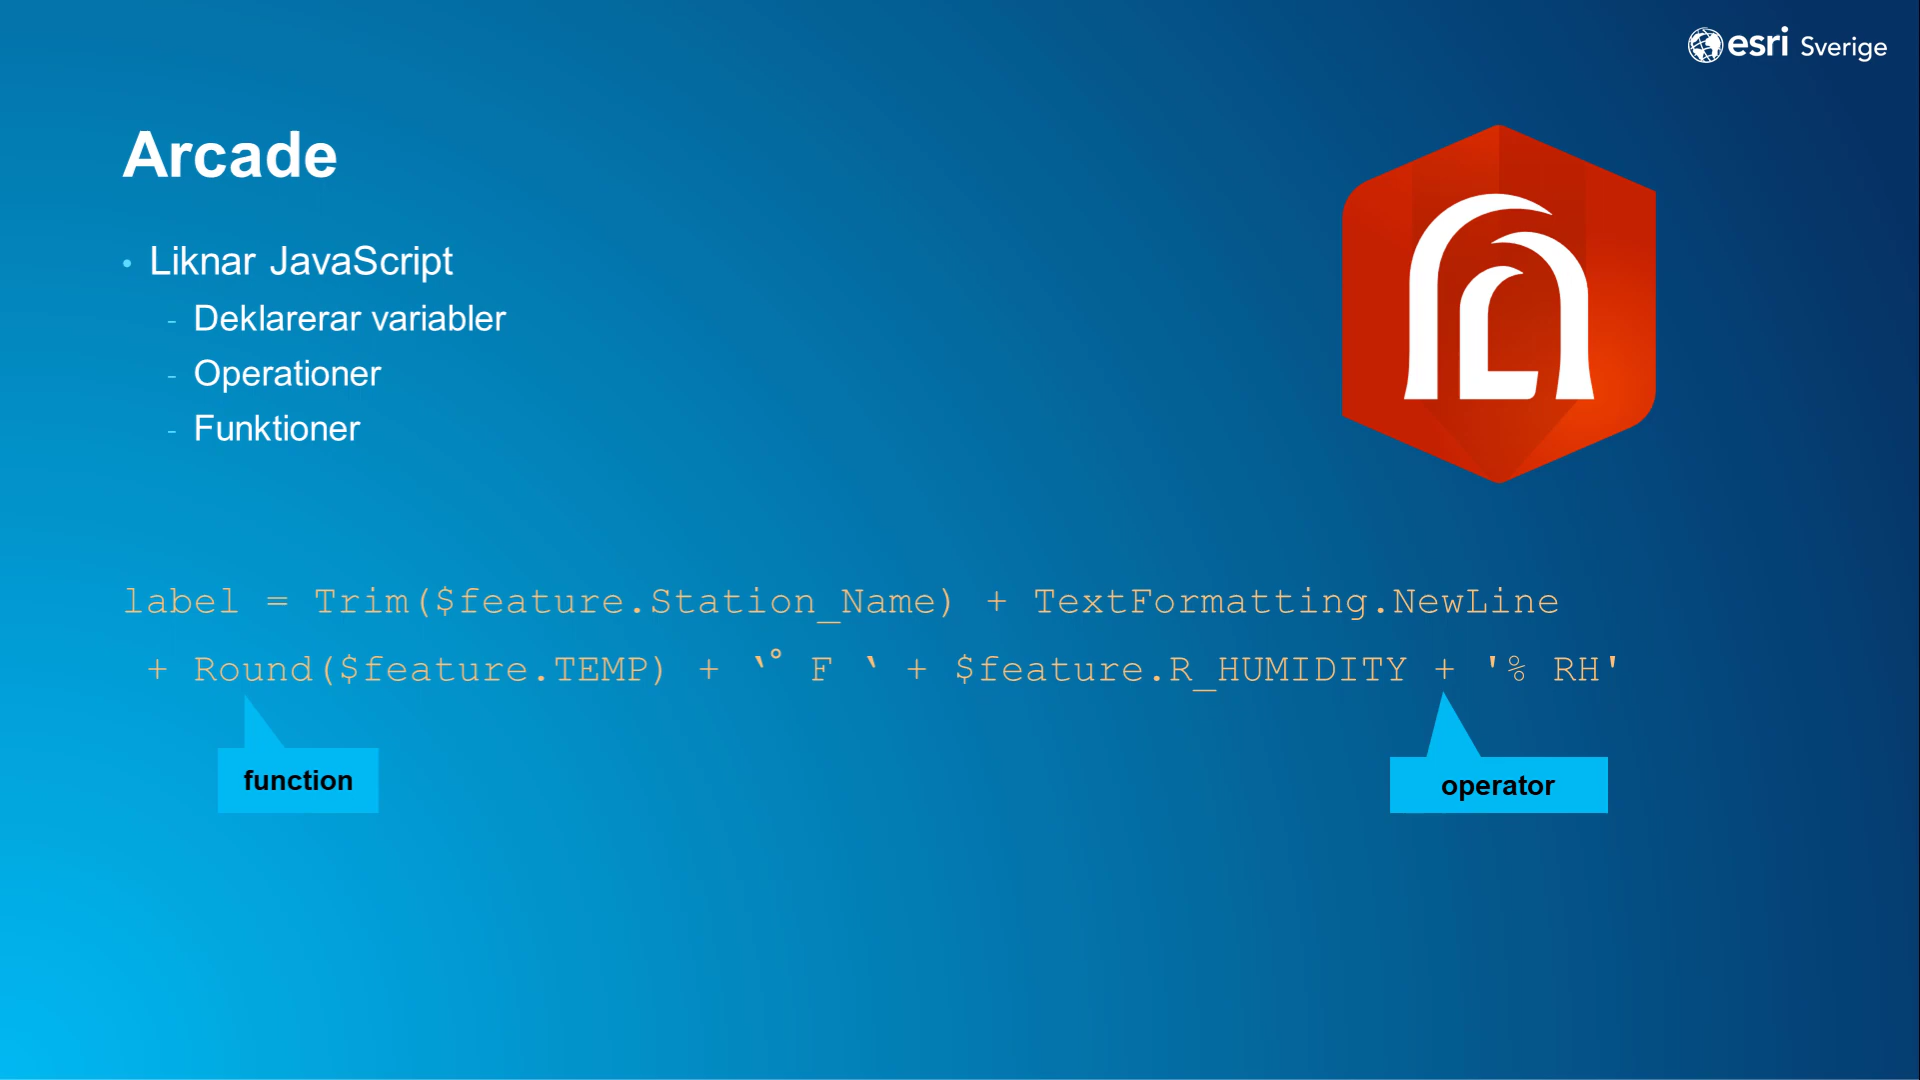 esri Sverige
Arcade
• Liknar JavaScript
- Deklarerar variabler
- Operationer
- Funktioner
label = Trim($feature.Station_Name) + TextFormatting.NewLine
+ Round($feature.TEMP) + ‛° F ‛ + $feature.R_HUMIDITY + '% RH'
function
operator